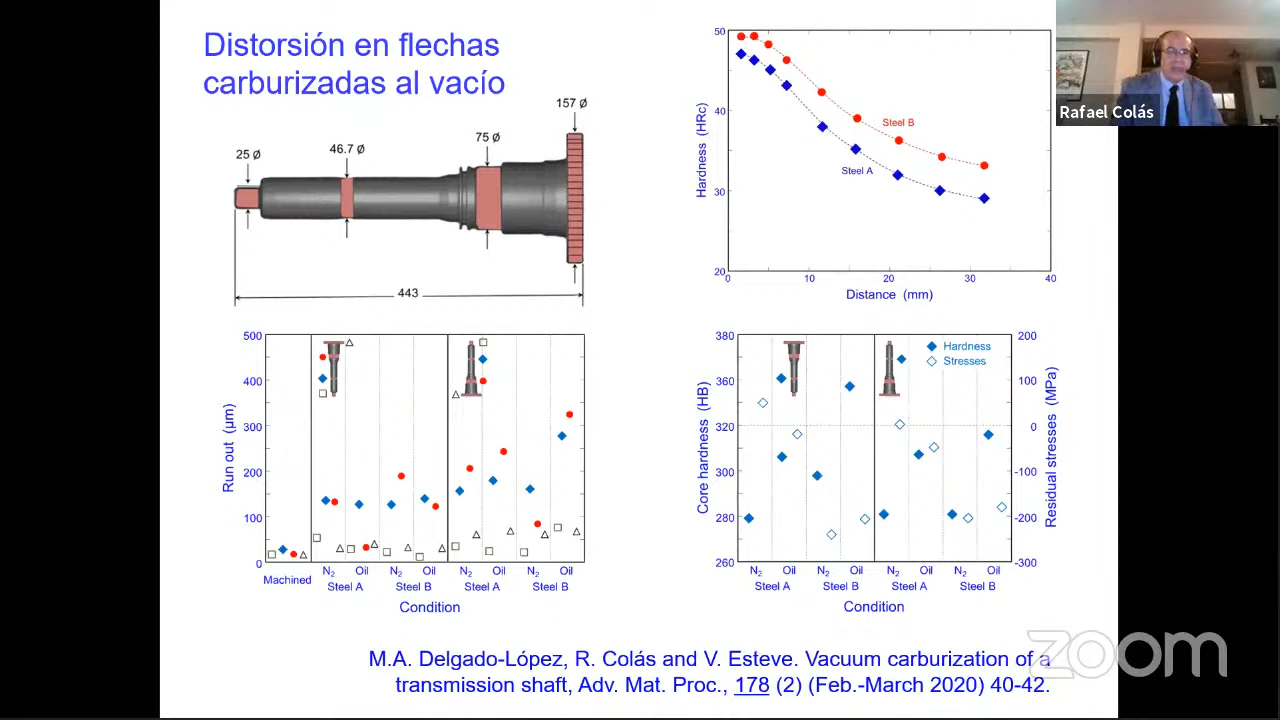 Distorsión en flechas
carburizadas al vacío
157 Ø
75 Ø
46.7 Ø
25 Ø
443
50
40
30
20
0
10
20
30
40
Hardness (HRc)
Steel B
Steel A
Distance (mm)
Rafael Colás
500
400
300
200
100
0
Run out (µm)
Machined
N2 Oil N2 Oil N2 Oil N2 Oil
Steel A Steel B Steel A Steel B
Condition
380
360
320
300
280
260
Core hardness (HB)
Hardness
Stresses
200
100
0
-100
-200
-300
Residual stresses (MPa)
N2 Oil N2 Oil N2 Oil N2 Oil
Steel A Steel B Steel A Steel B
Condition
M.A. Delgado-López, R. Colás and V. Esteve. Vacuum carburization of a
transmission shaft, Adv. Mat. Proc., 178 (2) (Feb.-March 2020) 40-42.
zoom